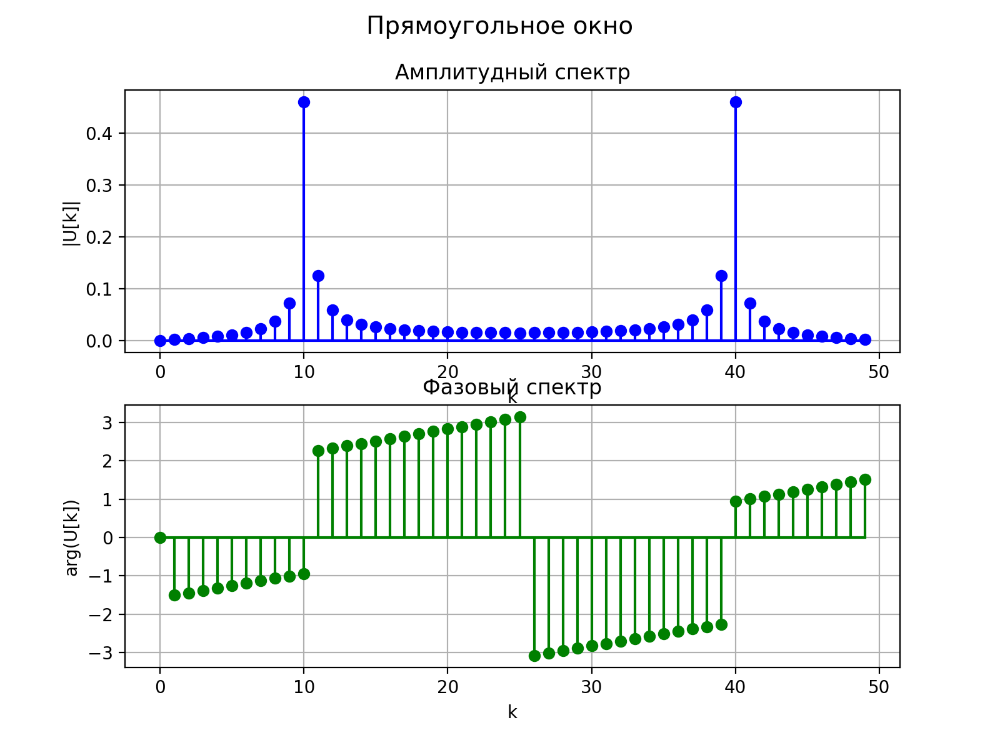 Прямоугольное окно
Амплитудный спектр
|U[k]|
0.4
0.3
0.2
0.1
0.0
0 10 20 30 40 50
k
Фазовый спектр
arg(U[k])
3
2
1
0
−1
−2
−3
0 10 20 30 40 50
k